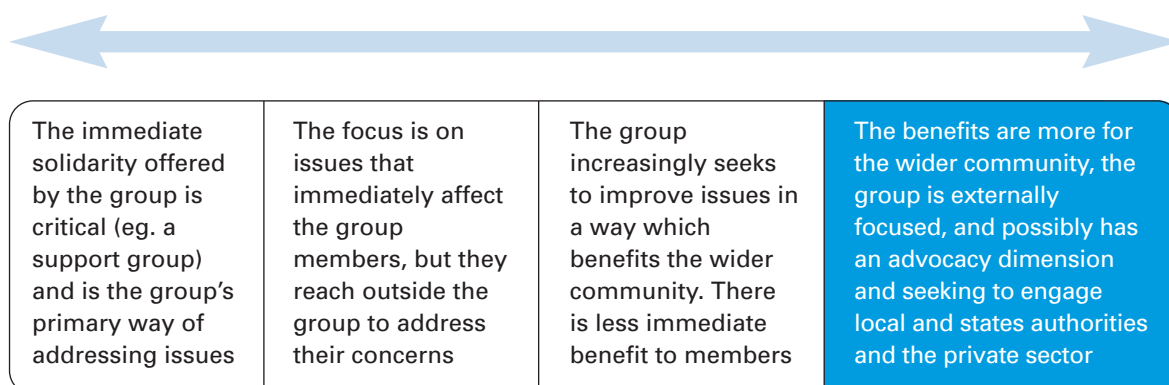 The immediate
solidarity offered
by the group is
critical (eg. a
support group)
and is the group's
primary way of
addressing issues
The focus is on
issues that
immediately affect
the group
members, but they
reach outside the
group to address
their concerns
The group
increasingly seeks
to improve issues in
a way which
benefits the wider
community. There
is less immediate
benefit to members
The benefits are more for
the wider community, the
group is externally
focused, and possibly has
an advocacy dimension
and seeking to engage
local and states authorities
and the private sector